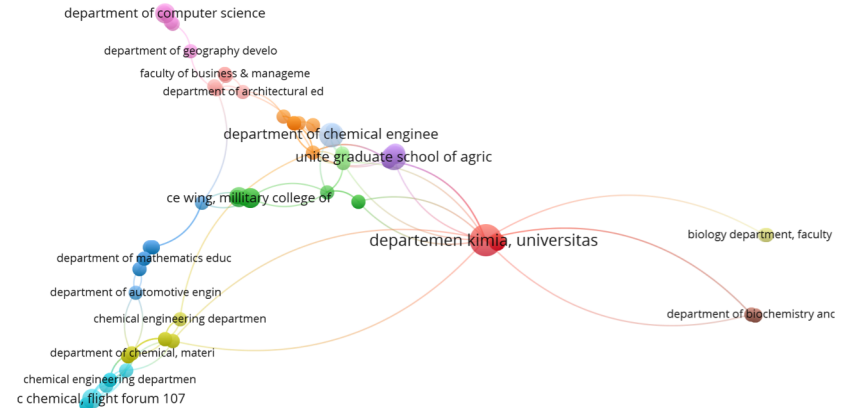 department of computer science
department of geography develo
faculty of business & manageme
department of architectural ed
department of chemical enginee
unite graduate school of agric
ce wing, millitary college of
departemen kimia, universitas
biology department, faculty
department of mathematics educ
department of automotive engin
department of biochemistry anc
chemical engineering departmen
department of chemical, materi
chemical engineering departmen
c chemical, flight forum 107